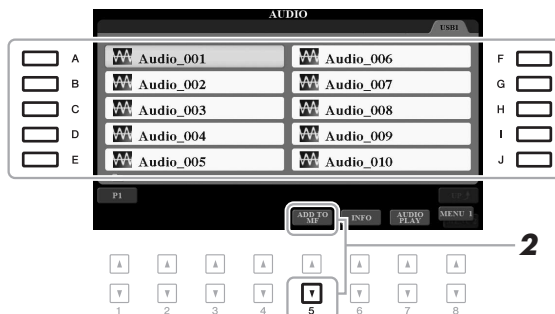 AUDIO
USB1
A Audio_001 Audio_006 F
B Audio_002 Audio_007 G
C Audio_003 Audio_008 H
D Audio_004 Audio_009 I
E Audio_005 Audio_010 J
P1
UP
ADD TO MF INFO AUDIO PLAY MENU 1
2
1 2 3 4 5 6 7 8